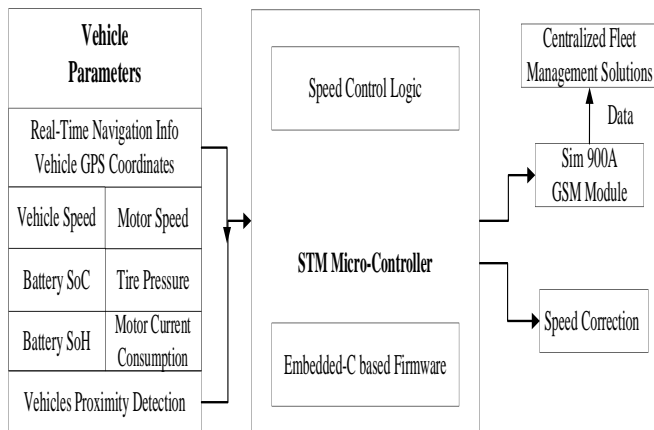 Vehicle
Parameters
Real-Time Navigation Info
Vehicle GPS Coordinates
Vehicle Speed
Motor Speed
Battery SoC
Tire Pressure
Battery SoH
Motor Current
Consumption
Vehicles Proximity Detection
Speed Control Logic
STM Micro-Controller
Embedded-C based Firmware
Centralized Fleet
Management Solutions
Data
Sim 900A
GSM Module
Speed Correction